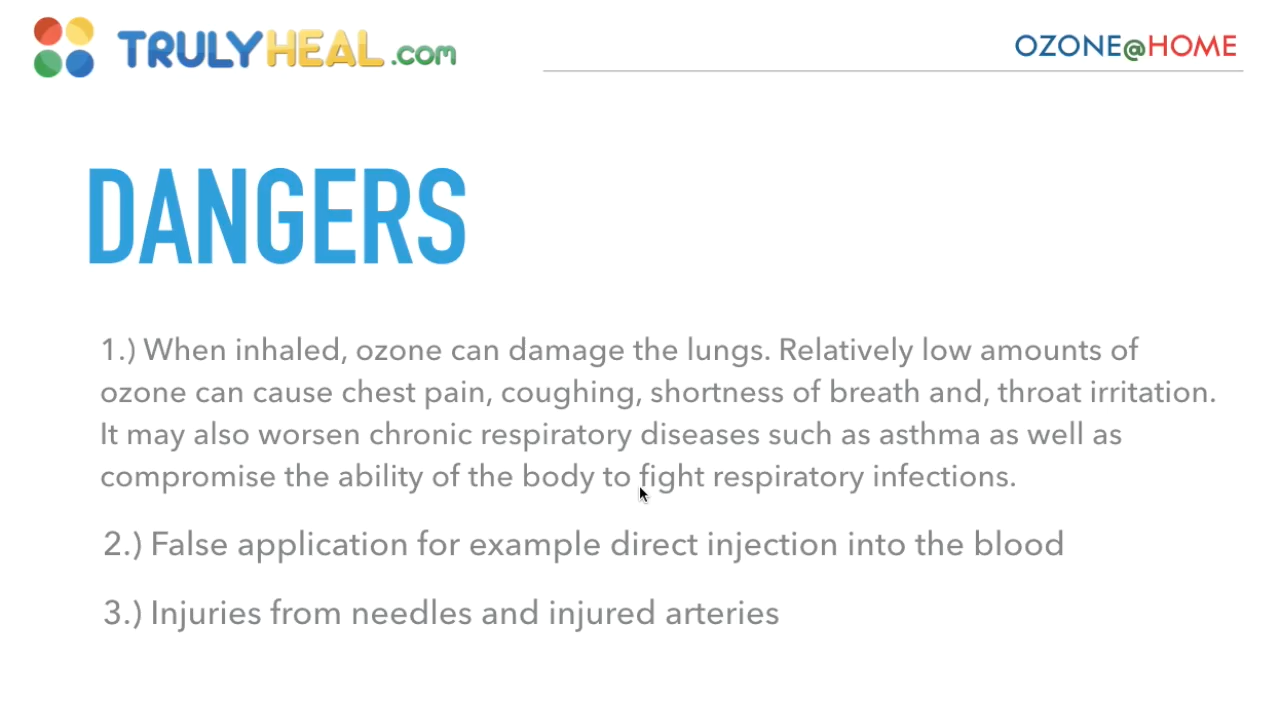 TRULYHEAL.com
OZONE@HOME
DANGERS
1.) When inhaled, ozone can damage the lungs. Relatively low amounts of
ozone can cause chest pain, coughing, shortness of breath and, throat irritation.
It may also worsen chronic respiratory diseases such as asthma as well as
compromise the ability of the body to fight respiratory infections.
2.) False application for example direct injection into the blood
3.) Injuries from needles and injured arteries